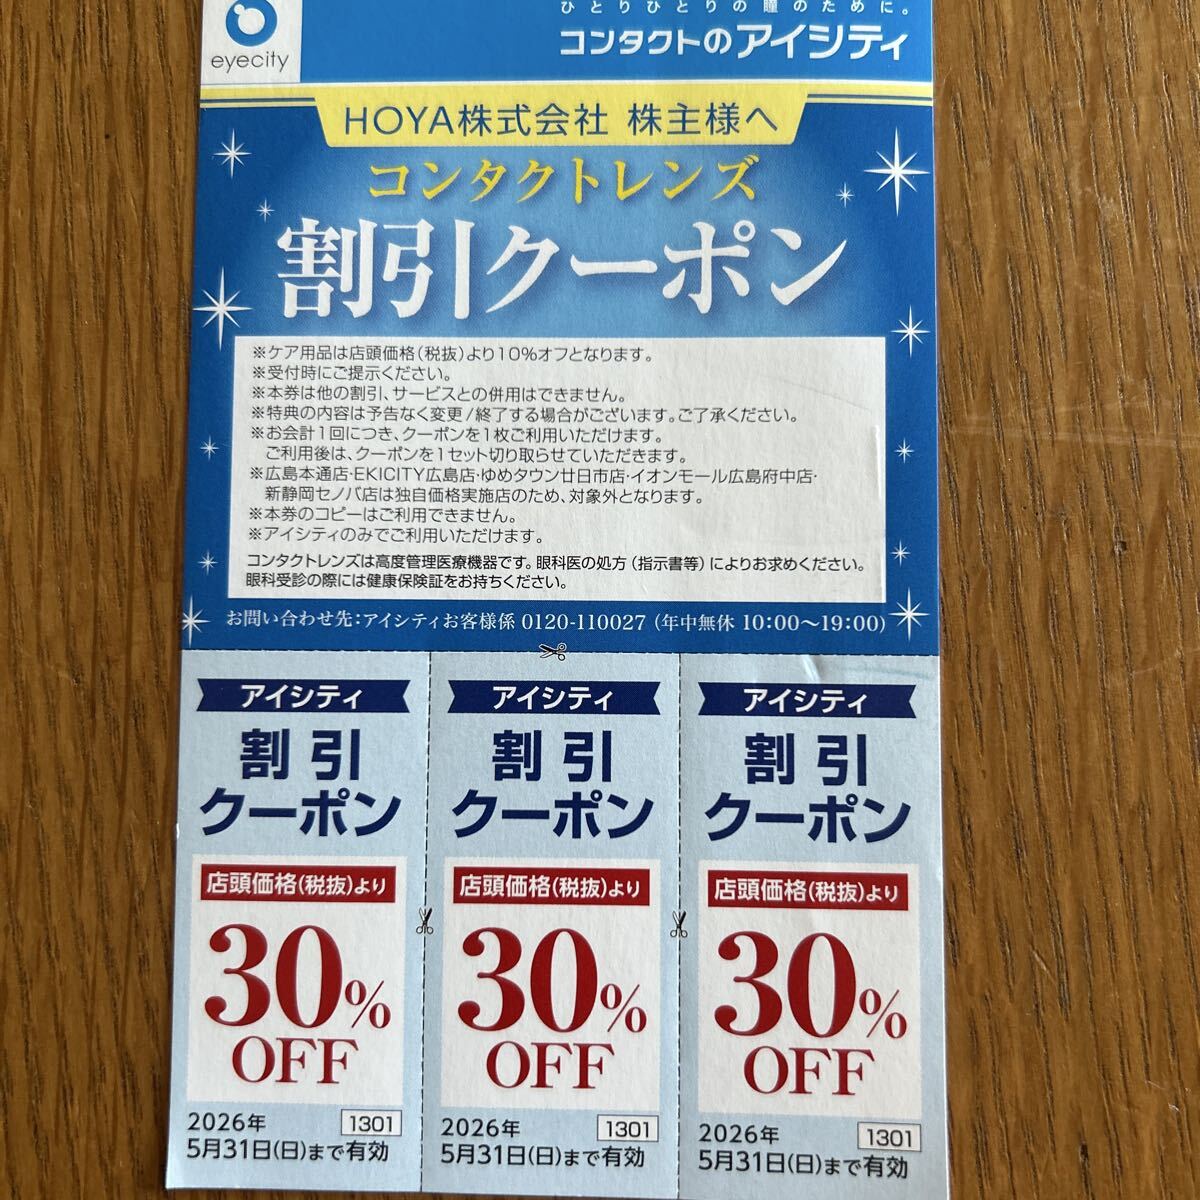 eyecity
ひとりひとりの瞳のために。
コンタクトのアイシティ
HOYA株式会社 株主様へ
コンタクトレンズ
割引クーポン
※ケア用品は店頭価格(税抜)より10%オフとなります。
※受付時にご提示ください。
※本券は他の割引、サービスとの併用はできません。
※特典の内容は予告なく変更/終了する場合がございます。ご了承ください。
※お会計1回につき、クーポンを1枚ご利用いただけます。
ご利用後は、クーポンを1セット切り取らせていただきます。
※広島本通店・EKICITY広島店・ゆめタウン廿日市店・イオンモール広島府中店・
新静岡セノバ店は独自価格実施店のため、対象外となります。
※本券のコピーはご利用できません。
※アイシティのみでご利用いただけます。
コンタクトレンズは高度管理医療機器です。眼科医の処方(指示書等)によりお求めください。
眼科受診の際には健康保険証をお持ちください。
お問い合わせ先:アイシティお客様係 0120-110027 (年中無休 10:00〜19:00)
アイシティ
割引
クーポン
店頭価格(税抜)より
30%
OFF
2026年 1301
5月31日(日)まで有効
アイシティ
割引
クーポン
店頭価格(税抜)より
30%
OFF
2026年 1301
5月31日(日)まで有効
アイシティ
割引
クーポン
店頭価格(税抜)より
30%
OFF
2026年 1301
5月31日(日)まで有効